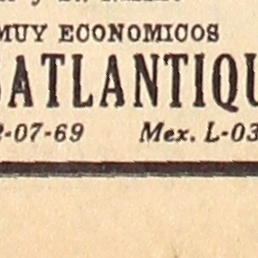 MUY ECONOMICOS
SATLANTIQU
2-07-69 Mex. L-03